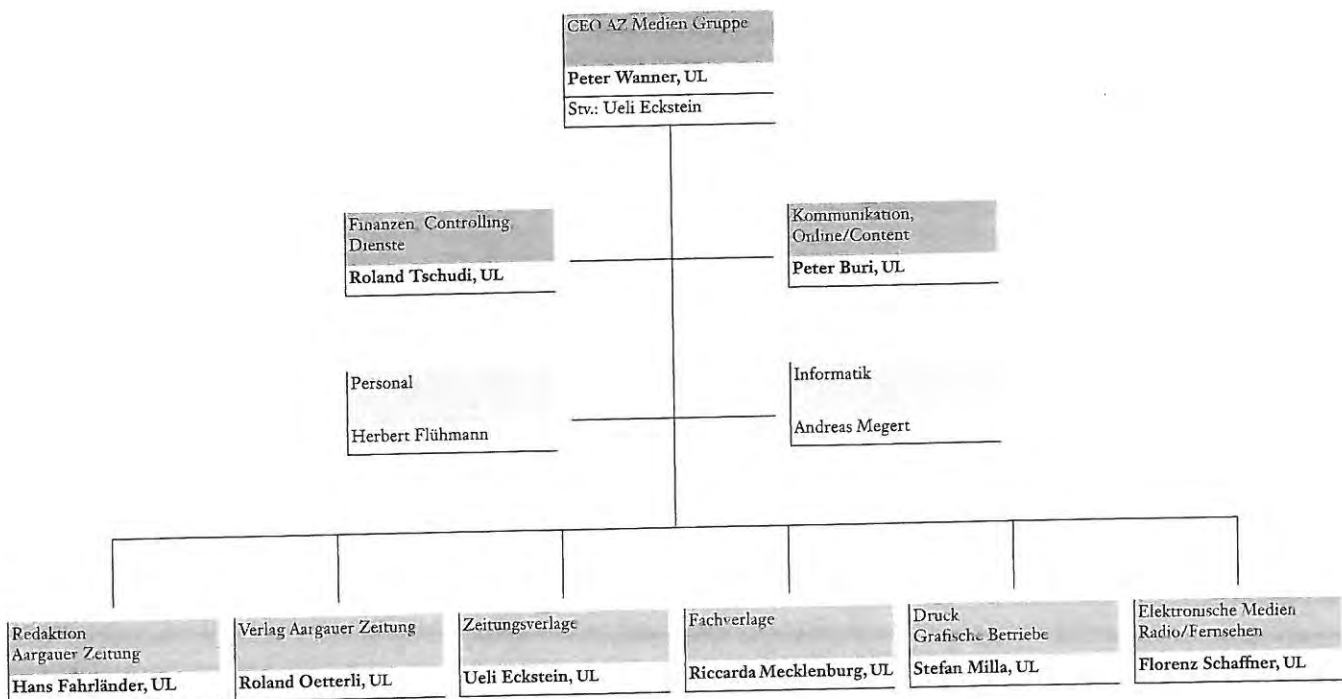 CEO AZ Medien Gruppe
Peter Wanner, UL
Stv.: Ueli Eckstein
Finanzen, Controlling,
Dienste
Roland Tschudi, UL
Kommunikation,
Online/Content
Peter Buri, UL
Personal
Herbert Flühmann
Informatik
Andreas Megert
Redaktion
Aargauer Zeitung
Hans Fahrländer, UL
Verlag Aargauer Zeitung
Roland Oetterli, UL
Zeitungsverlage
Ueli Eckstein, UL
Fachverlage
Riccarda Mecklenburg, UL
Druck
Grafische Betriebe
Stefan Milla, UL
Elektronische Medien
Radio/Fernsehen
Florenz Schaffner, UL